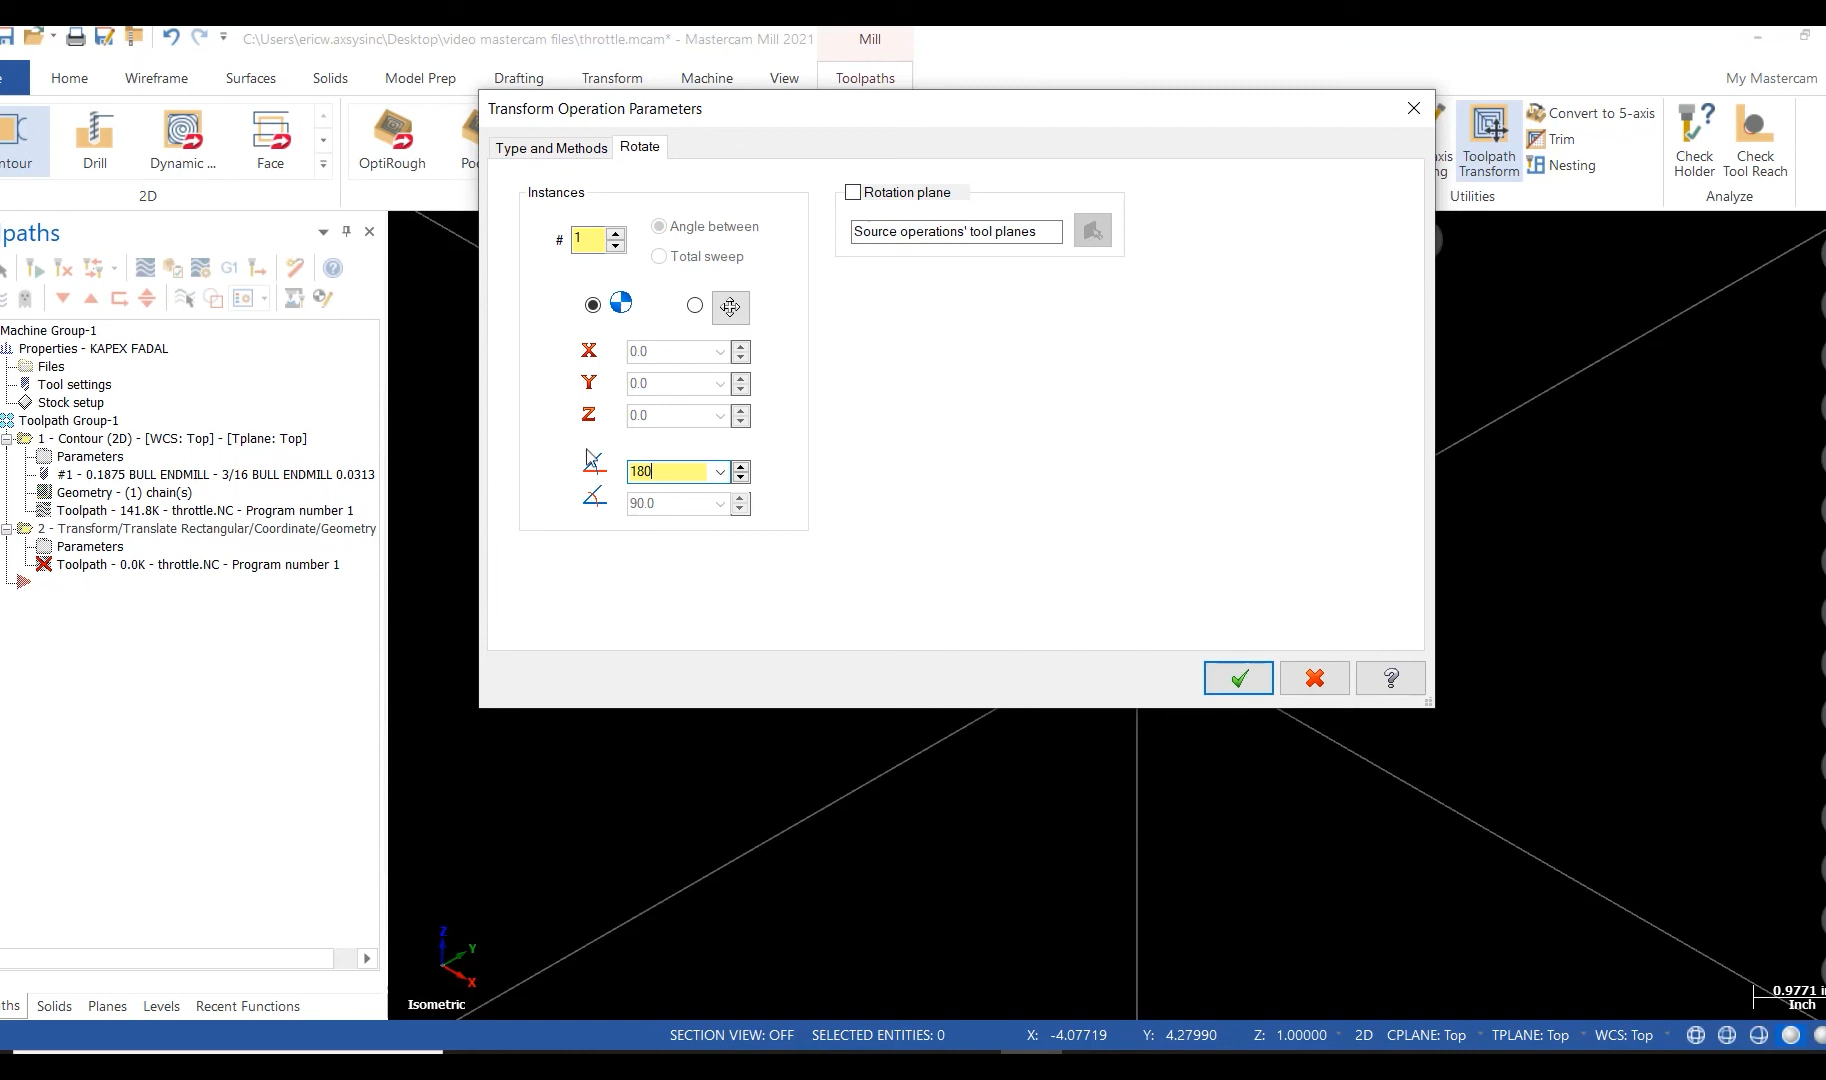 C:\Users\ericw.axsysinc\Desktop\video mastercam files\throttle.mcam* - Mastercam Mill 2021
Mill
Home
Wireframe
Surfaces
Solids
Model Prep
Drafting
Transform
Machine
View
Toolpaths
My Mastercam
ntour
Drill
Dynamic ...
Face
OptiRough
Poc
2D
Transform Operation Parameters
Type and Methods
Rotate
Instances
# 1
Angle between
Total sweep
X 0.0
Y 0.0
Z 0.0
180
90.0
Rotation plane
Source operations' tool planes
Toolpath
Transform
Convert to 5-axis
Trim
Nesting
Utilities
Check
Holder
Check
Tool Reach
Analyze
paths
G1
Machine Group-1
Properties - KAPEX FADAL
Files
Tool settings
Stock setup
Toolpath Group-1
1 - Contour (2D) - [WCS: Top] - [Tplane: Top]
Parameters
#1 - 0.1875 BULL ENDMILL - 3/16 BULL ENDMILL 0.0313
Geometry - (1) chain(s)
Toolpath - 141.8K - throttle.NC - Program number 1
2 - Transform/Translate Rectangular/Coordinate/Geometry
Parameters
Toolpath - 0.0K - throttle.NC - Program number 1
Z
Y
X
Isometric
0.9771 i
Inch
ths
Solids
Planes
Levels
Recent Functions
SECTION VIEW: OFF SELECTED ENTITIES: 0 X: -4.07719 Y: 4.27990 Z: 1.00000 2D CPLANE: Top TPLANE: Top WCS: Top